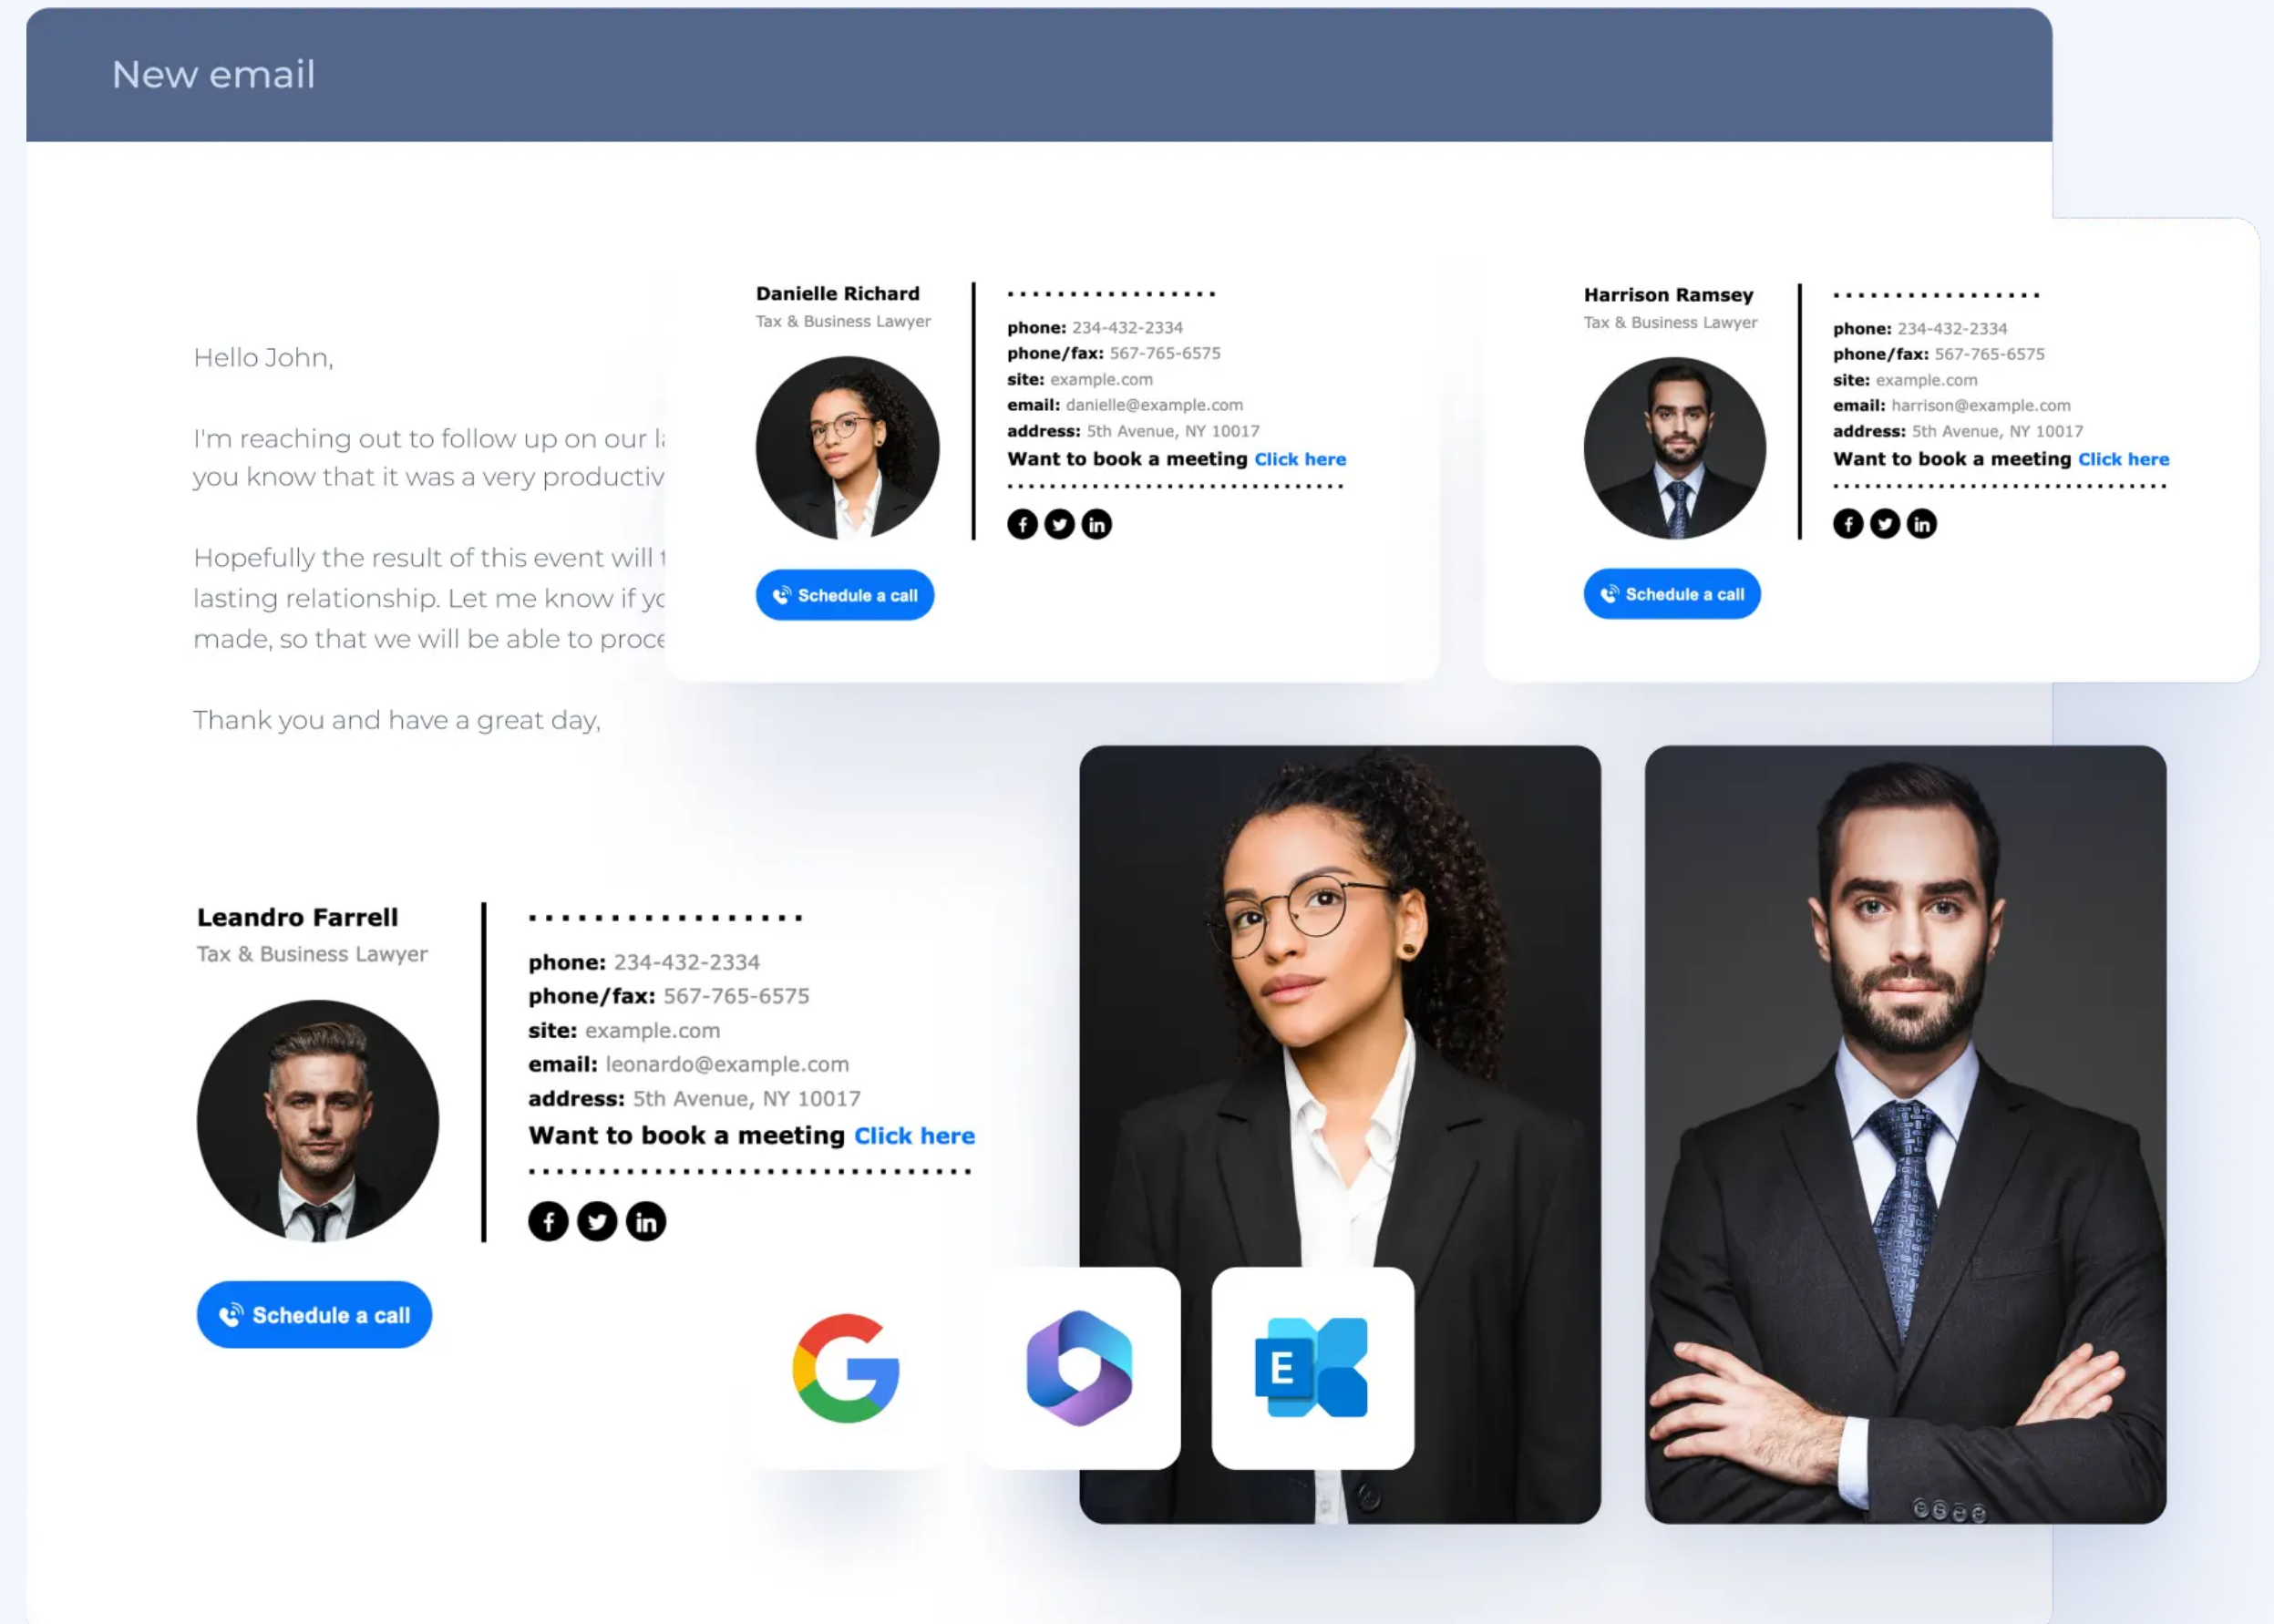 New email
Hello John,
I'm reaching out to follow up on our
you know that it was a very
Hopefully the result of this event will
lasting relationship. Let me know if
made, so that we will be able to
Thank you and have a great day,
Danielle Richard
Tax & Business Lawyer
phone: 234-432-2334
phone/fax: 567-765-6575
site: example.com
email: danielle@example.com
address: 5th Avenue, NY 10017
Want to book a meeting Click here
f in
Schedule a call
Harrison Ramsey
Tax & Business Lawyer
phone: 234-432-2334
phone/fax: 567-765-6575
site: example.com
email: harrison@example.com
address: 5th Avenue, NY 10017
Want to book a meeting Click here
f in
Schedule a call
Leandro Farrell
Tax & Business Lawyer
phone: 234-432-2334
phone/fax: 567-765-6575
site: example.com
email: leonardo@example.com
address: 5th Avenue, NY 10017
Want to book a meeting Click here
f in
Schedule a call
G
E